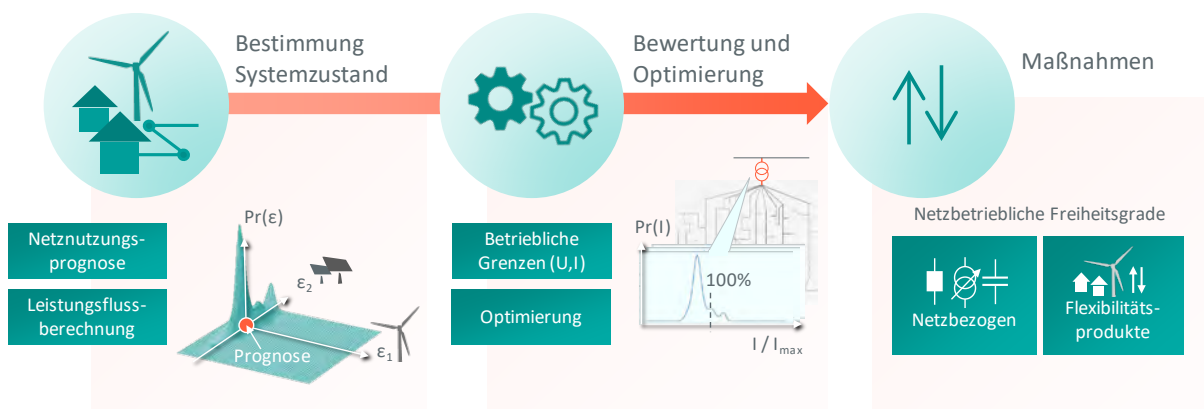 Bestimmung
Systemzustand
Bewertung und
Optimierung
Maßnahmen
Netznutzungs-
prognose
Leistungsfluss-
berechnung
Pr(ε)
ε2
ε1
Prognose
Betriebliche
Grenzen (U,I)
Optimierung
Pr(I)
100%
I / Imax
Netzbetriebliche Freiheitsgrade
Netzbezogen
Flexibilitäts-
produkte